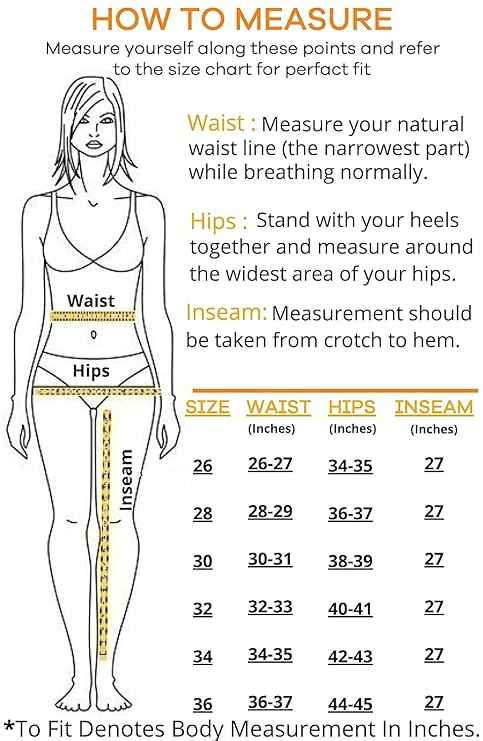 HOW TO MEASURE
Measure yourself along these points and refer
to the size chart for perfact fit
Waist : Measure your natural
waist line (the narrowest part)
while breathing normally.
Hips : Stand with your heels
together and measure around
the widest area of your hips.
Inseam: Measurement should
be taken from crotch to hem.
Waist
Hips
Inseam
SIZE WAIST HIPS INSEAM
(Inches) (Inches) (Inches)
26 26-27 34-35 27
28 28-29 36-37 27
30 30-31 38-39 27
32 32-33 40-41 27
34 34-35 42-43 27
36 36-37 44-45 27
*To Fit Denotes Body Measurement In Inches.